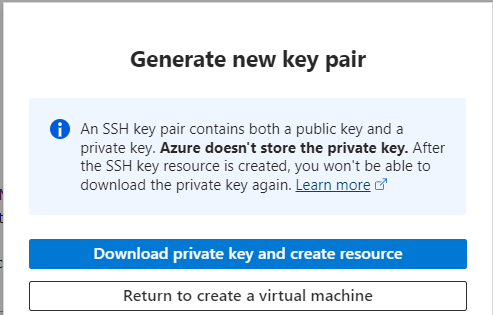 Generate new key pair
An SSH key pair contains both a public key and a
private key. Azure doesn't store the private key. After
the SSH key resource is created, you won't be able to
download the private key again. Learn more
Download private key and create resource
Return to create a virtual machine